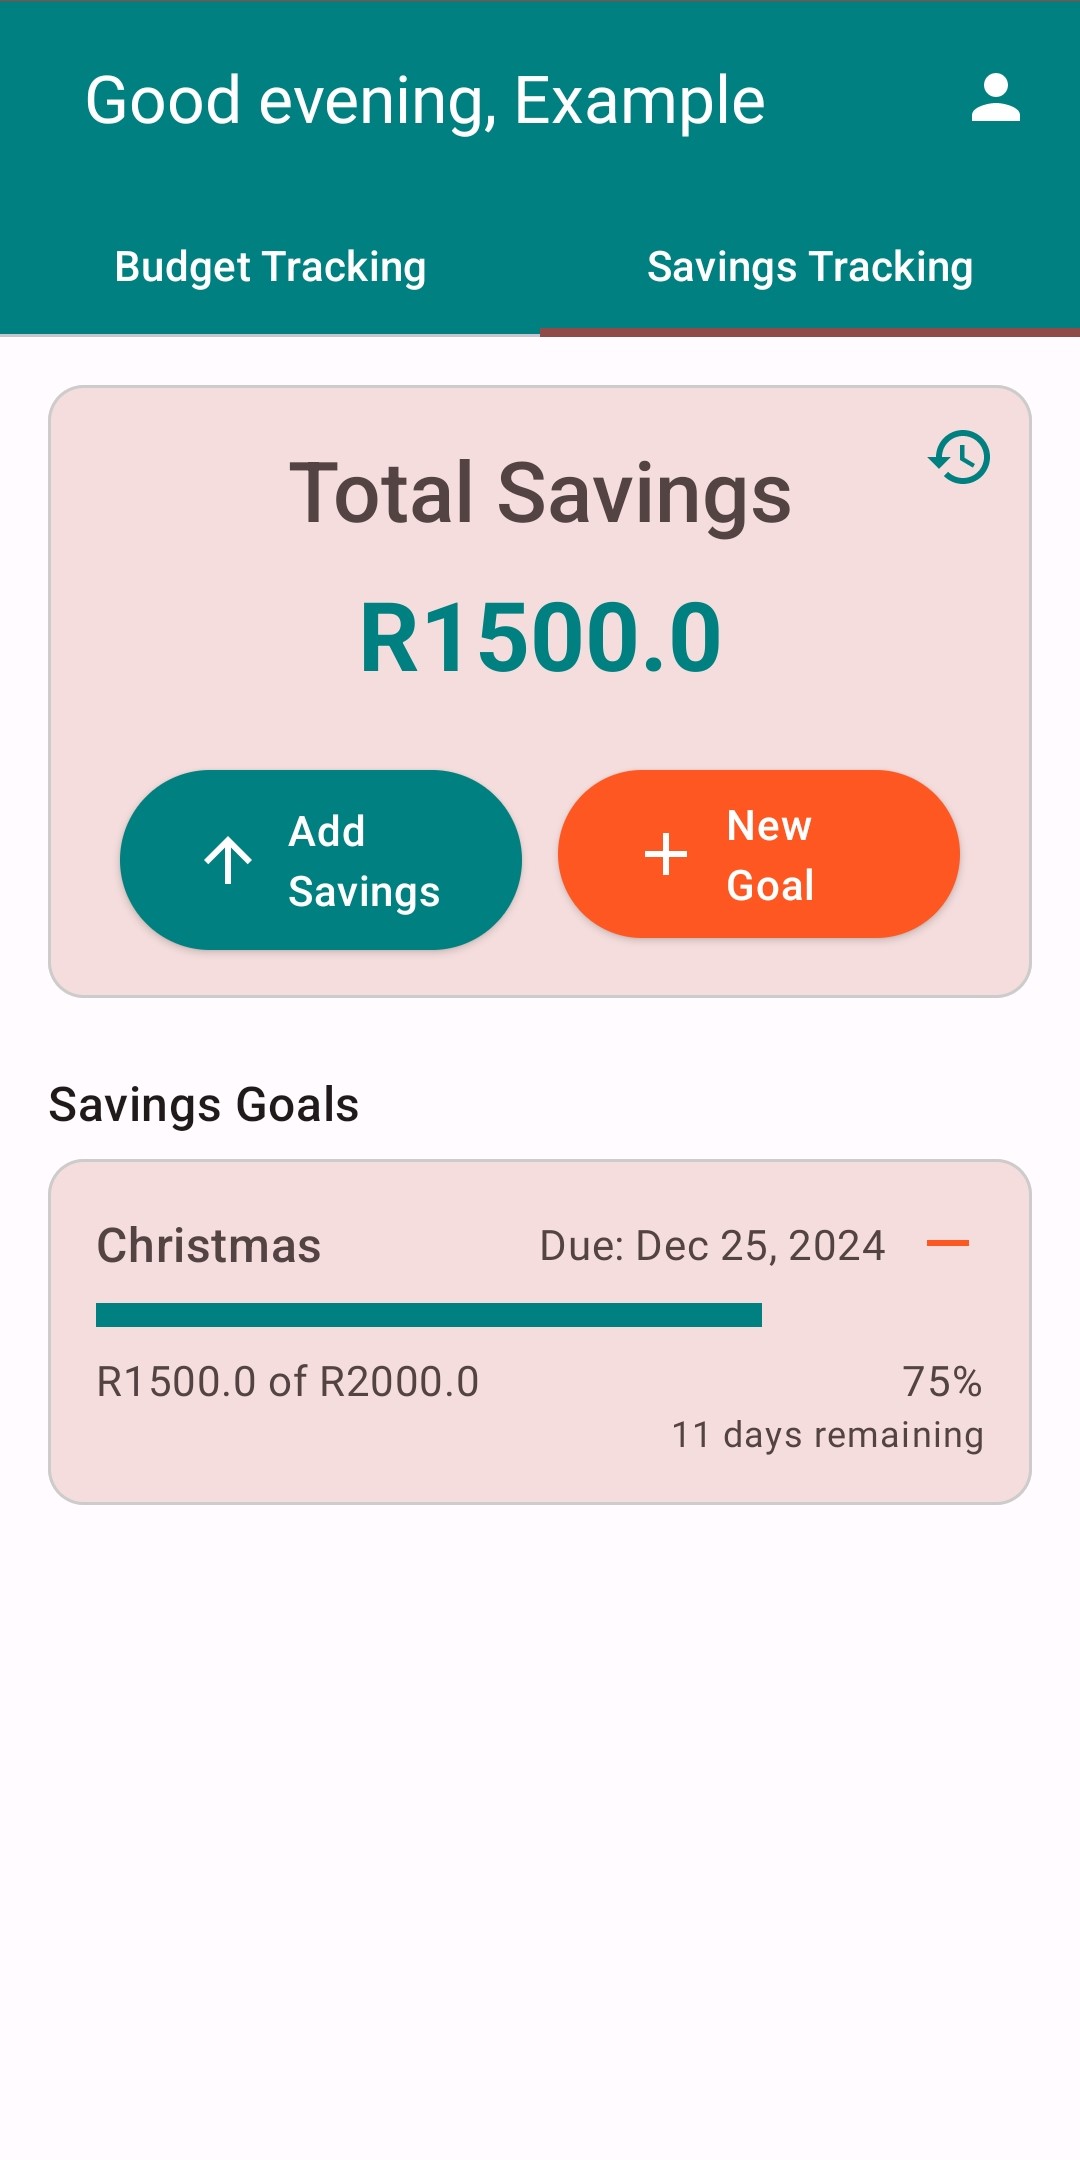 Good evening, Example
Budget Tracking
Savings Tracking
Total Savings
R1500.0
Add
Savings
New
Goal
Savings Goals
Christmas
Due: Dec 25, 2024
R1500.0 of R2000.0
75%
11 days remaining